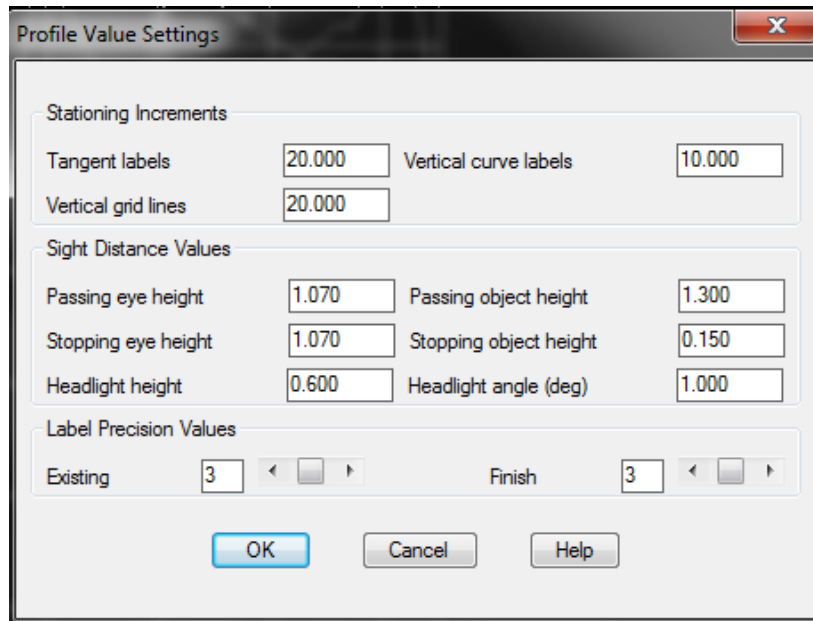 Profile Value Settings
Stationing Increments
Tangent labels 20.000 Vertical curve labels 10.000
Vertical grid lines 20.000
Sight Distance Values
Passing eye height 1.070 Passing object height 1.300
Stopping eye height 1.070 Stopping object height 0.150
Headlight height 0.600 Headlight angle (deg) 1.000
Label Precision Values
Existing 3 Finish 3
OK Cancel Help